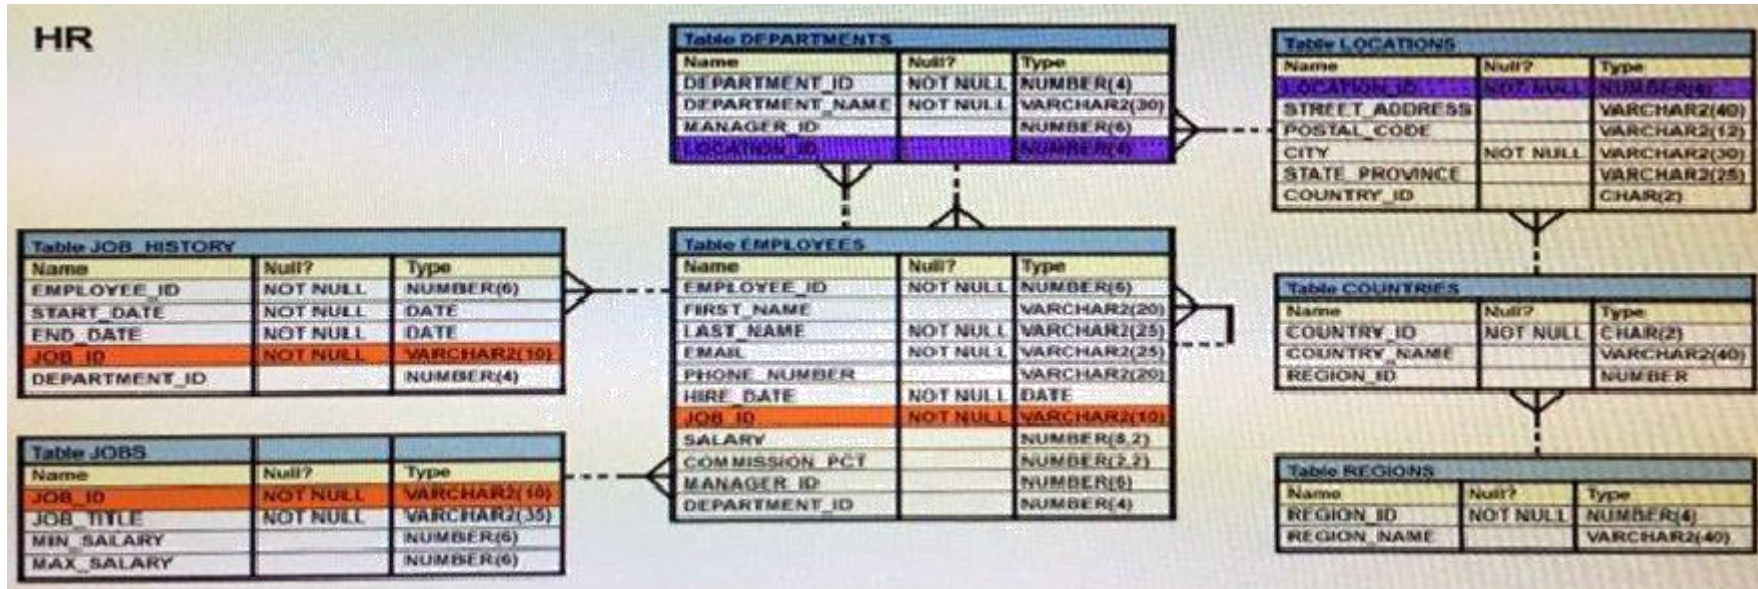 HR
Table DEPARTMENTS
Name Null? Type
DEPARTMENT_ID NOT NULL NUMBER(4)
DEPARTMENT_NAME NOT NULL VARCHAR2(30)
MANAGER_ID NUMBER(6)
LOCATION_ID NUMBER(4)
Table LOCATIONS
Name Null? Type
LOCATION_ID NOT NULL NUMBER(4)
STREET_ADDRESS VARCHAR2(40)
POSTAL_CODE VARCHAR2(12)
CITY NOT NULL VARCHAR2(30)
STATE_PROVINCE VARCHAR2(25)
COUNTRY_ID CHAR(2)
Table JOB_HISTORY
Name Null? Type
EMPLOYEE_ID NOT NULL NUMBER(6)
START_DATE NOT NULL DATE
END_DATE NOT NULL DATE
JOB_ID NOT NULL VARCHAR2(10)
DEPARTMENT_ID NUMBER(4)
Table EMPLOYEES
Name Null? Type
EMPLOYEE_ID NOT NULL NUMBER(6)
FIRST_NAME VARCHAR2(20)
LAST_NAME NOT NULL VARCHAR2(25)
EMAIL NOT NULL VARCHAR2(25)
PHONE_NUMBER VARCHAR2(20)
HIRE_DATE NOT NULL DATE
JOB_ID NOT NULL VARCHAR2(10)
SALARY NUMBER(8,2)
COMMISSION_PCT NUMBER(2,2)
MANAGER_ID NUMBER(6)
DEPARTMENT_ID NUMBER(4)
Table COUNTRIES
Name Null? Type
COUNTRY_ID NOT NULL CHAR(2)
COUNTRY_NAME VARCHAR2(40)
REGION_ID NUMBER
Table JOBS
Name Null? Type
JOB_ID NOT NULL VARCHAR2(10)
JOB_TITLE NOT NULL VARCHAR2(35)
MIN_SALARY NUMBER(6)
MAX_SALARY NUMBER(6)
Table REGIONS
Name Null? Type
REGION_ID NOT NULL NUMBER(4)
REGION_NAME VARCHAR2(40)